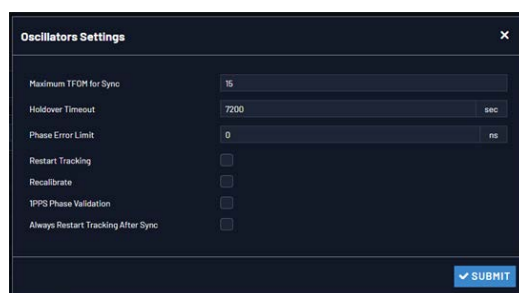 Oscillators Settings
Maximum TFOM for Sync 15
Holdover Timeout 7200 sec
Phase Error Limit 0 ns
Restart Tracking
Recalibrate
1PPS Phase Validation
Always Restart Tracking After Sync
SUBMIT